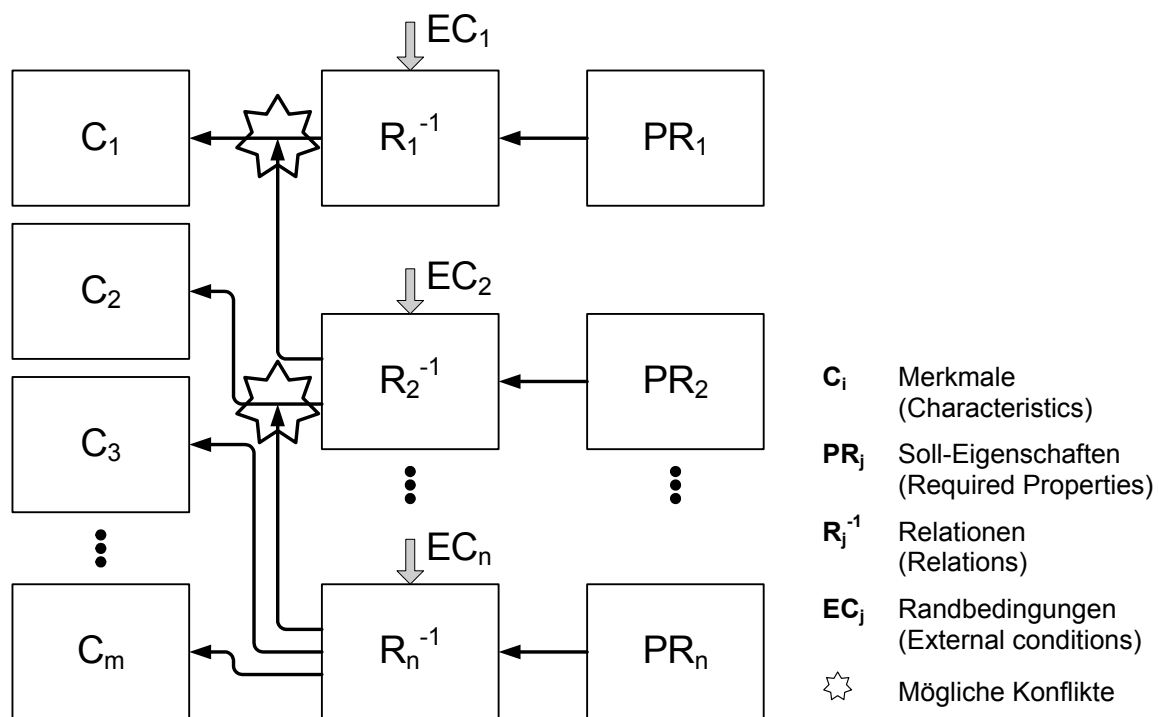 EC₁
C₁
R₁⁻¹
PR₁
C₂
EC₂
R₂⁻¹
PR₂
C₃
ECₙ
Cₘ
Rₙ⁻¹
PRₙ
Cᵢ Merkmale
(Characteristics)
PRⱼ Soll-Eigenschaften
(Required Properties)
Rⱼ⁻¹ Relationen
(Relations)
ECⱼ Randbedingungen
(External conditions)
Mögliche Konflikte